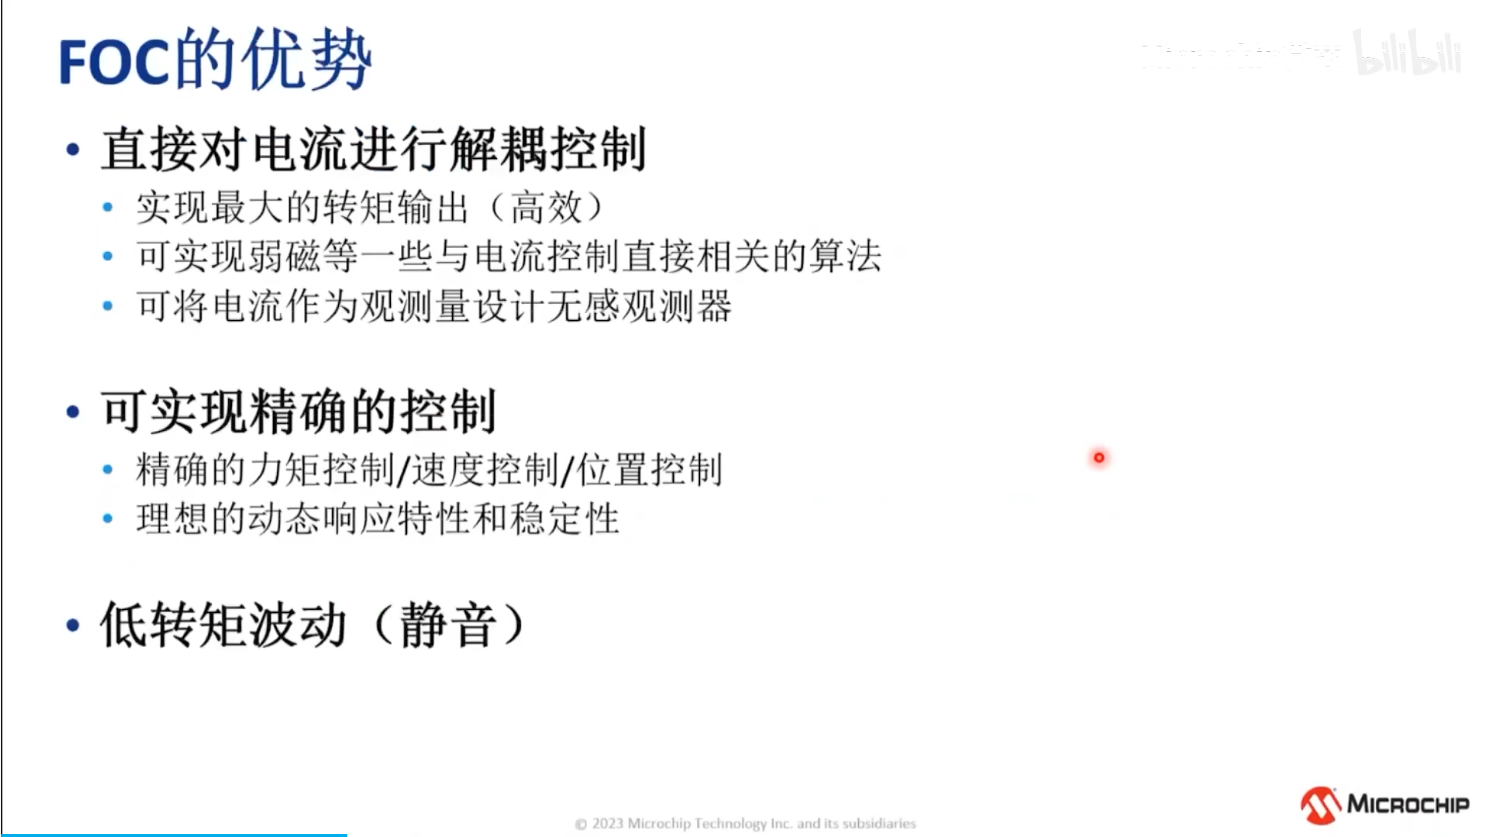 FOC的优势
bilibili
• 直接对电流进行解耦控制
• 实现最大的转矩输出（高效）
• 可实现弱磁等一些与电流控制直接相关的算法
• 可将电流作为观测量设计无感观测器
• 可实现精确的控制
• 精确的力矩控制/速度控制/位置控制
• 理想的动态响应特性和稳定性
• 低转矩波动（静音）
MICROCHIP
© 2023 Microchip Technology Inc. and its subsidiaries